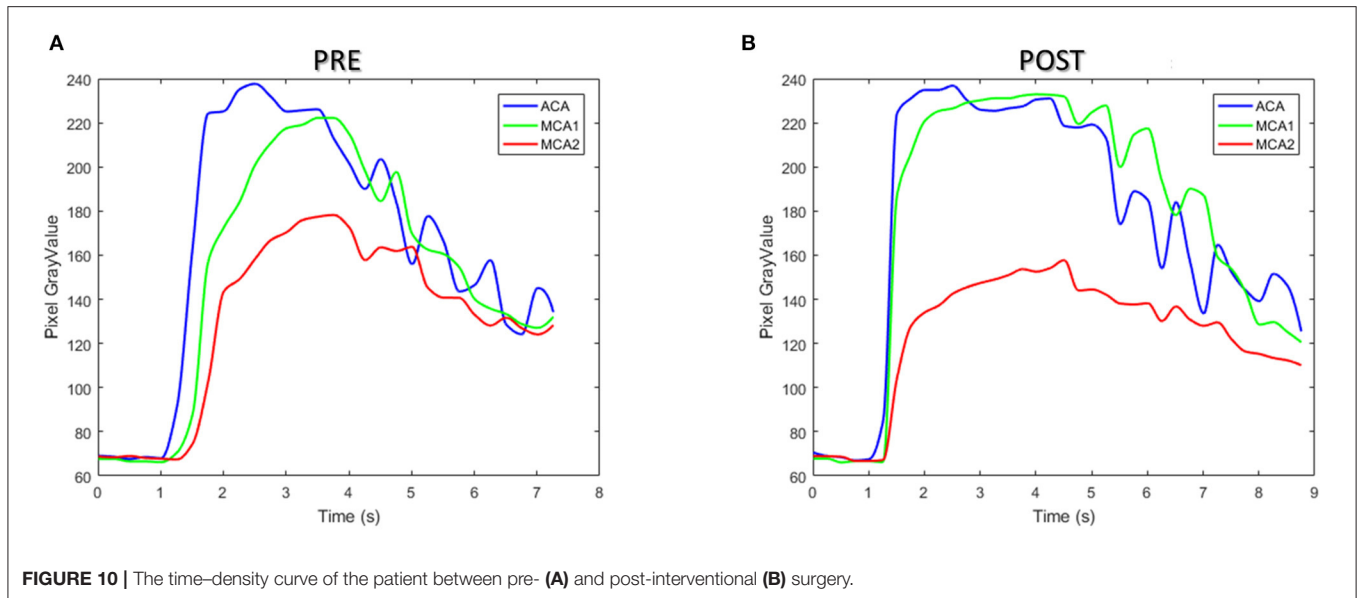 A
PRE
240
220
200
180
160
140
120
100
80
60
Pixel GrayValue
0 1 2 3 4 5 6 7 8
Time (s)
ACA
MCA1
MCA2
B
POST
240
220
200
180
160
140
120
100
80
60
Pixel GrayValue
0 1 2 3 4 5 6 7 8 9
Time (s)
ACA
MCA1
MCA2
FIGURE 10 | The time–density curve of the patient between pre- (A) and post-interventional (B) surgery.